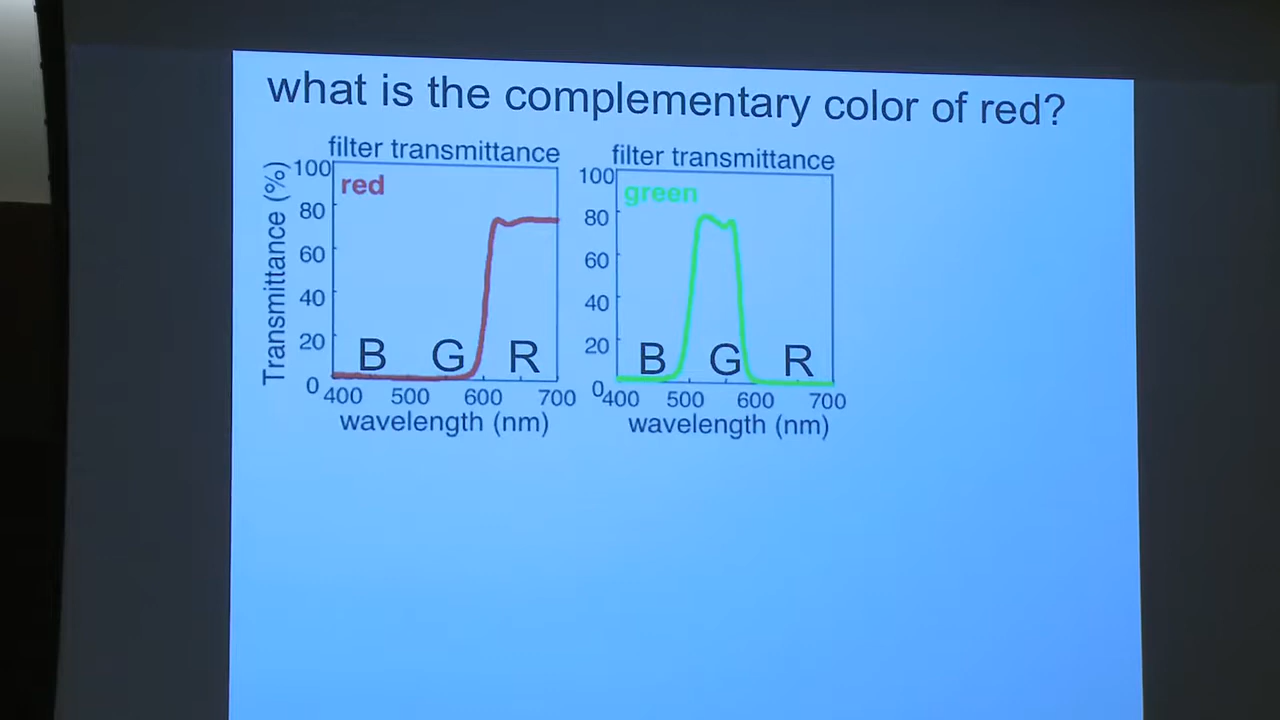 what is the complementary color of red?
filter transmittance
red
Transmittance (%)
100
80
60
40
20
0
B G R
400 500 600 700
wavelength (nm)
filter transmittance
green
100
80
60
40
20
0
B G R
400 500 600 700
wavelength (nm)